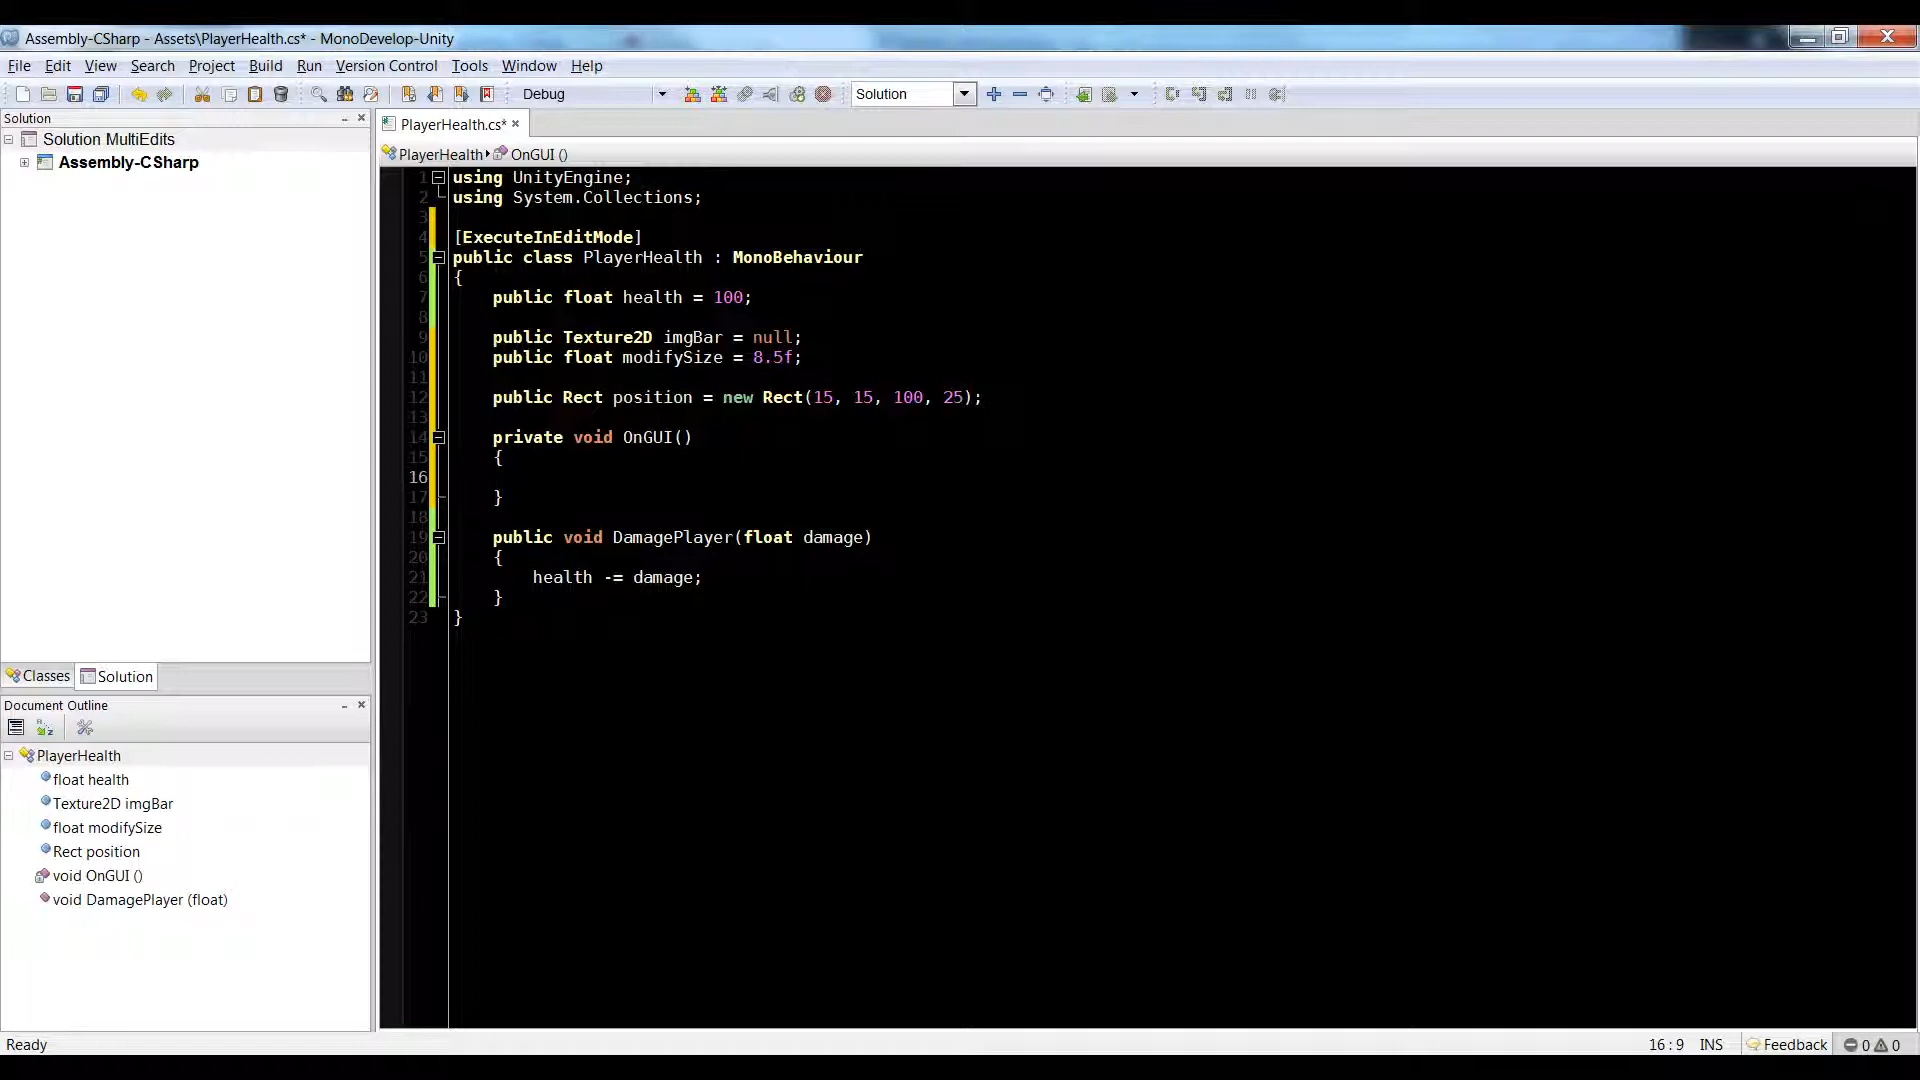 Assembly-CSharp - Assets\PlayerHealth.cs* - MonoDevelop-Unity
File Edit View Search Project Build Run Version Control Tools Window Help
Debug Solution
Solution
Solution MultiEdits
Assembly-CSharp
Classes Solution
Document Outline
PlayerHealth
float health
Texture2D imgBar
float modifySize
Rect position
void OnGUI ()
void DamagePlayer (float)
PlayerHealth.cs*
PlayerHealth OnGUI ()
1 using UnityEngine;
2 using System.Collections;
3
4 [ExecuteInEditMode]
5 public class PlayerHealth : MonoBehaviour
6 {
7 public float health = 100;
8
9 public Texture2D imgBar = null;
10 public float modifySize = 8.5f;
11
12 public Rect position = new Rect(15, 15, 100, 25);
13
14 private void OnGUI()
15 {
16
17 }
18
19 public void DamagePlayer(float damage)
20 {
21 health -= damage;
22 }
23 }
Ready 16 : 9 INS Feedback 0 0